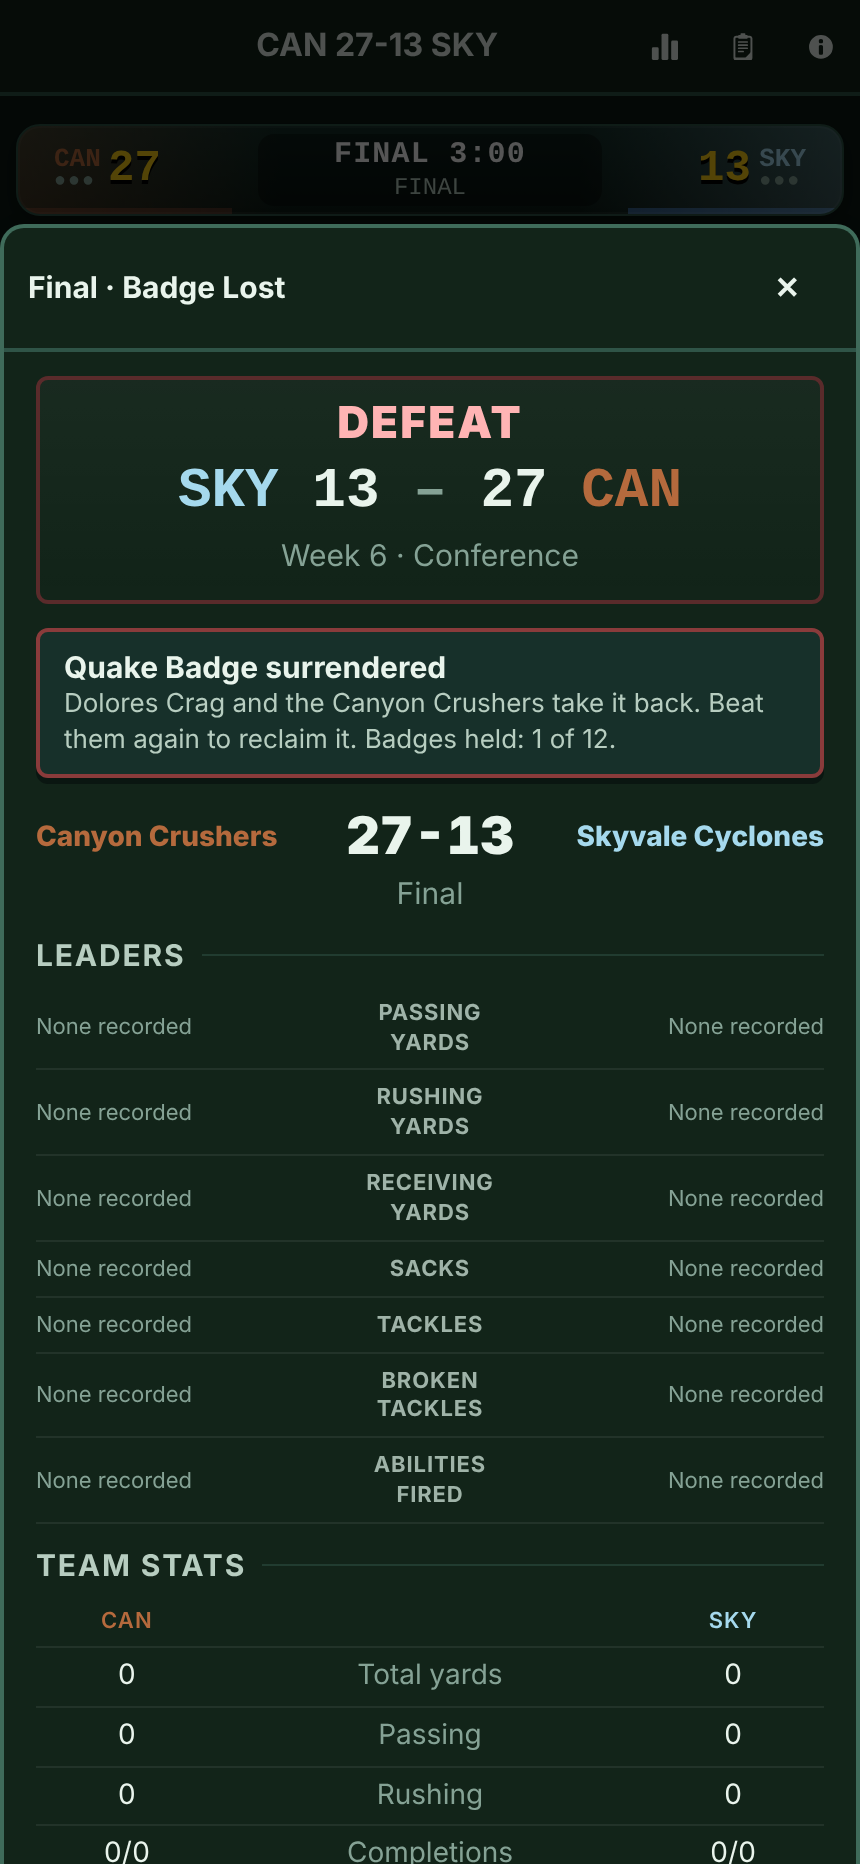 CAN 27-13 SKY
CAN 27
FINAL 3:00
FINAL
13 SKY
Final · Badge Lost
×
DEFEAT
SKY 13 – 27 CAN
Week 6 · Conference
Quake Badge surrendered
Dolores Crag and the Canyon Crushers take it back. Beat
them again to reclaim it. Badges held: 1 of 12.
Canyon Crushers 27-13 Skyvale Cyclones
Final
LEADERS
None recorded PASSING YARDS None recorded
None recorded RUSHING YARDS None recorded
None recorded RECEIVING YARDS None recorded
None recorded SACKS None recorded
None recorded TACKLES None recorded
None recorded BROKEN TACKLES None recorded
None recorded ABILITIES FIRED None recorded
TEAM STATS
CAN SKY
0 Total yards 0
0 Passing 0
0 Rushing 0
0/0 Completions 0/0